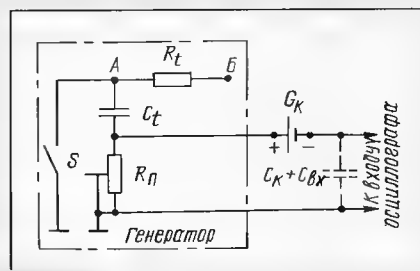 A
R_t
Б
C_t
S
R_П
Генератор
G_K
+
−
C_K + C_ВХ
К входу
осциллографа